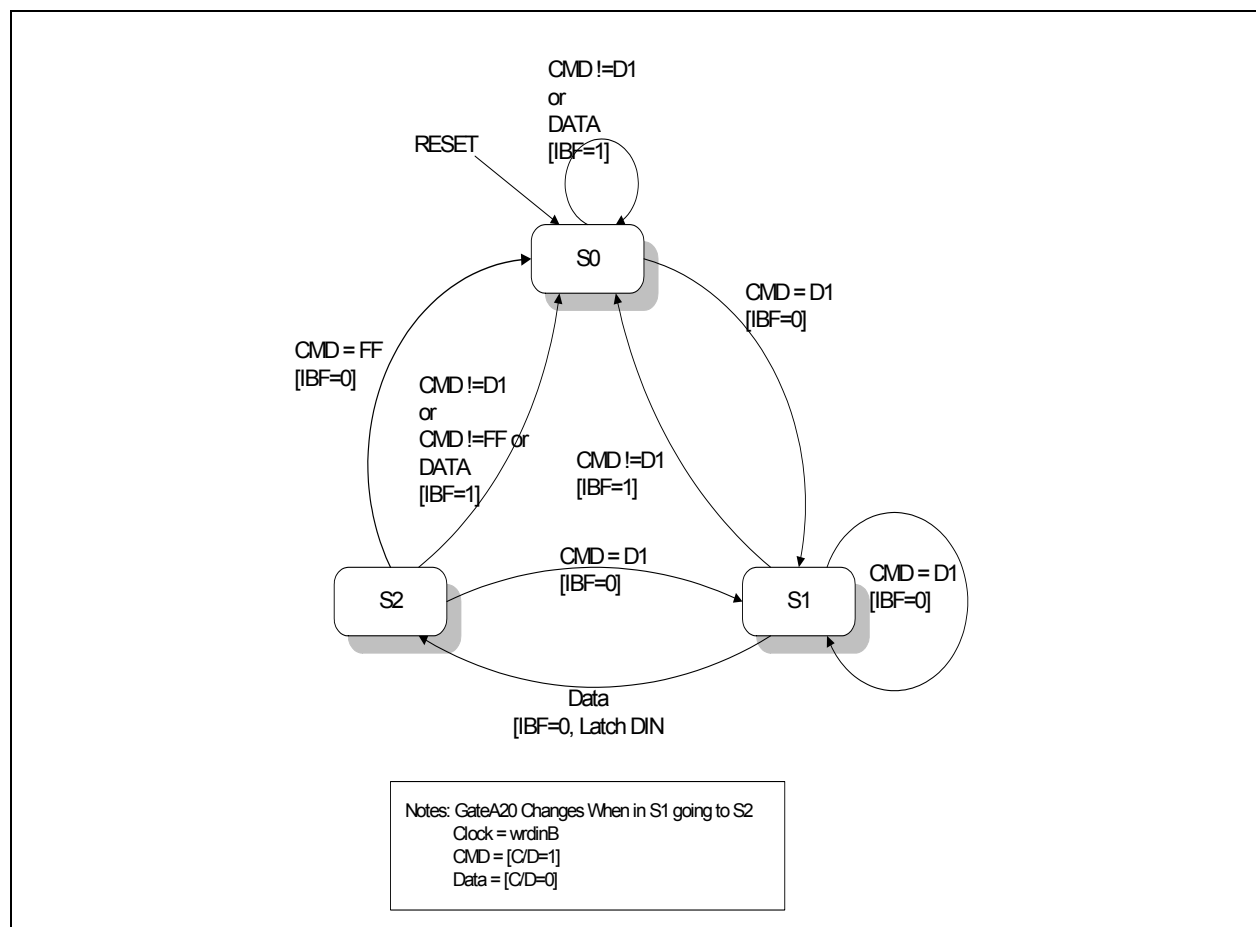 CMD !=D1
or
DATA
[IBF=1]
RESET
S0
CMD = D1
[IBF=0]
CMD = FF
[IBF=0]
CMD !=D1
or
CMD !=FF or
DATA
[IBF=1]
CMD !=D1
[IBF=1]
CMD = D1
[IBF=0]
CMD = D1
[IBF=0]
S2
S1
Data
[IBF=0, Latch DIN
Notes: GateA20 Changes When in S1 going to S2
Clock = wrdinB
CMD = [C/D=1]
Data = [C/D=0]